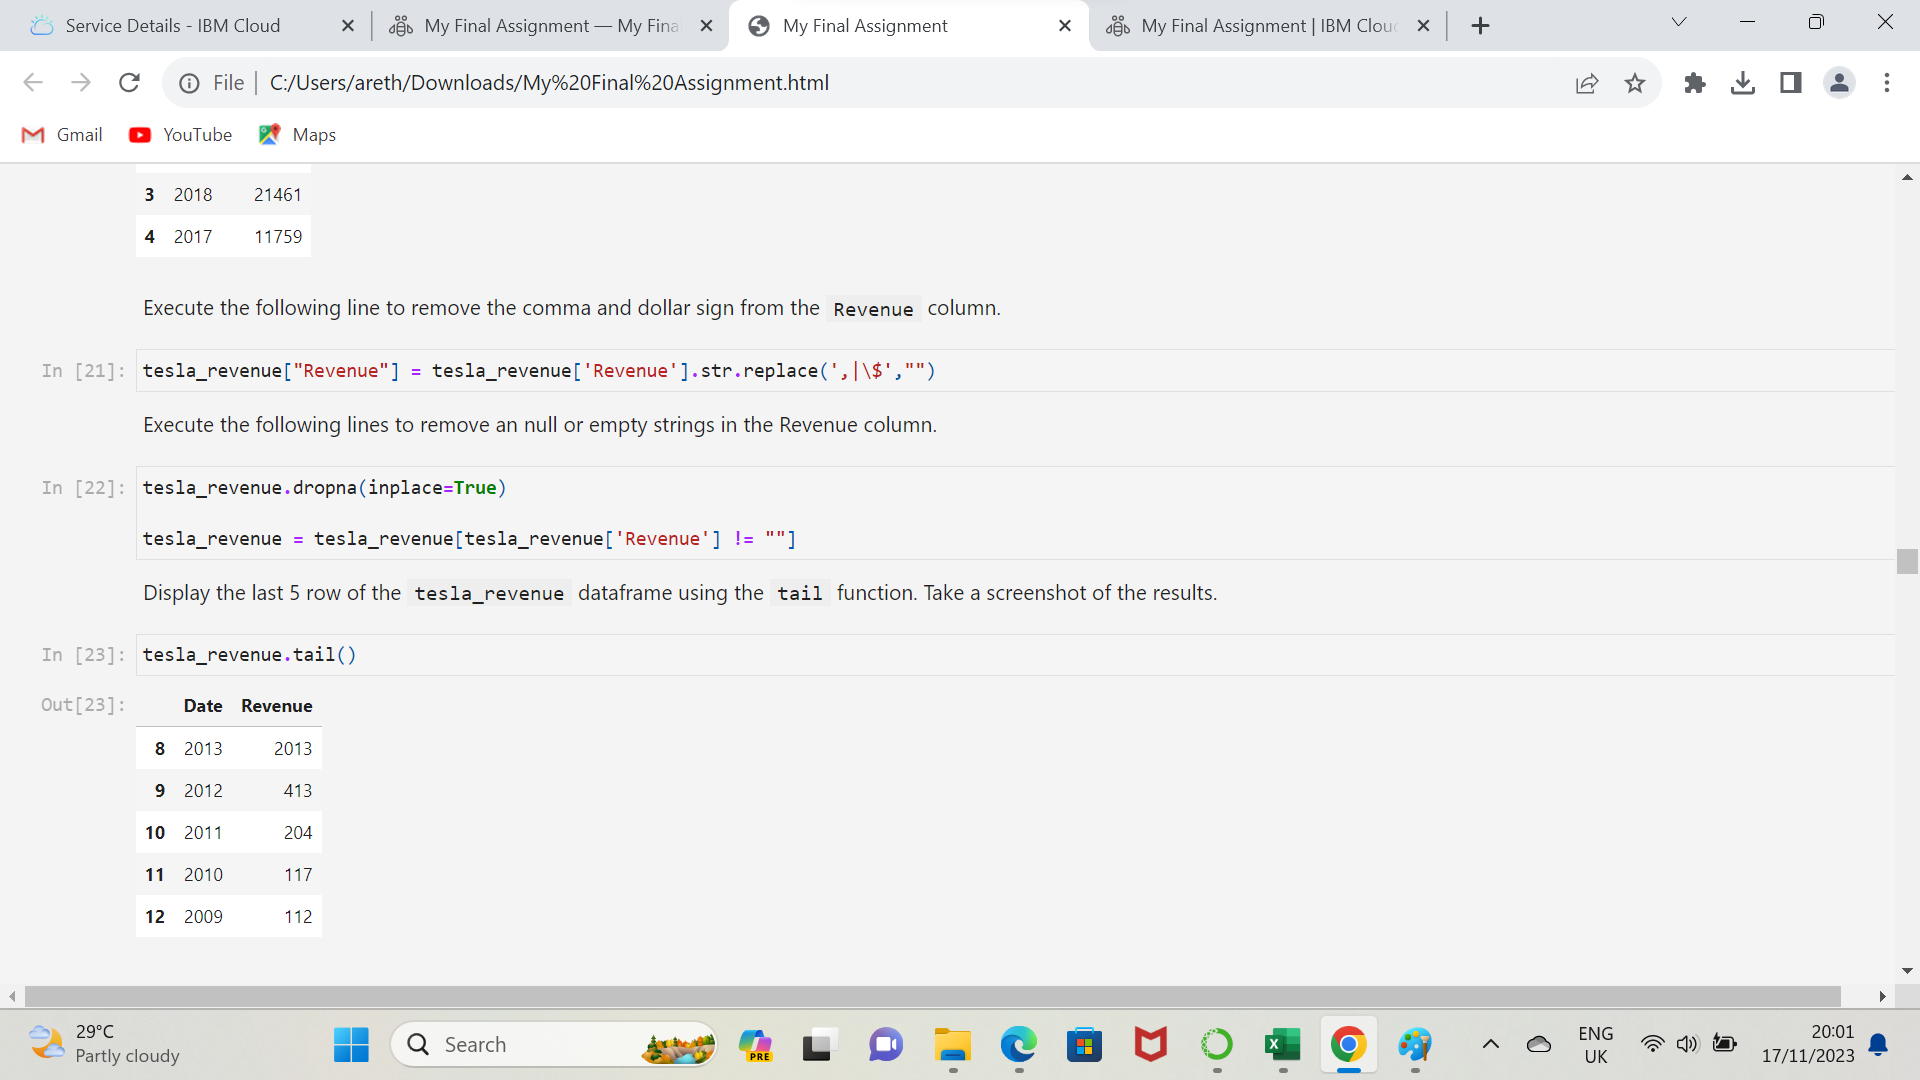 Service Details - IBM Cloud
My Final Assignment — My Fina
My Final Assignment
My Final Assignment | IBM Clou
File | C:/Users/areth/Downloads/My%20Final%20Assignment.html
Gmail YouTube Maps
3 2018 21461
4 2017 11759
Execute the following line to remove the comma and dollar sign from the Revenue column.
In [21]: tesla_revenue["Revenue"] = tesla_revenue['Revenue'].str.replace(',|\$',"")
Execute the following lines to remove an null or empty strings in the Revenue column.
In [22]: tesla_revenue.dropna(inplace=True)
tesla_revenue = tesla_revenue[tesla_revenue['Revenue'] != ""]
Display the last 5 row of the tesla_revenue dataframe using the tail function. Take a screenshot of the results.
In [23]: tesla_revenue.tail()
Out[23]: Date Revenue
8 2013 2013
9 2012 413
10 2011 204
11 2010 117
12 2009 112
29°C
Partly cloudy
Search
PRE
ENG
UK
20:01
17/11/2023